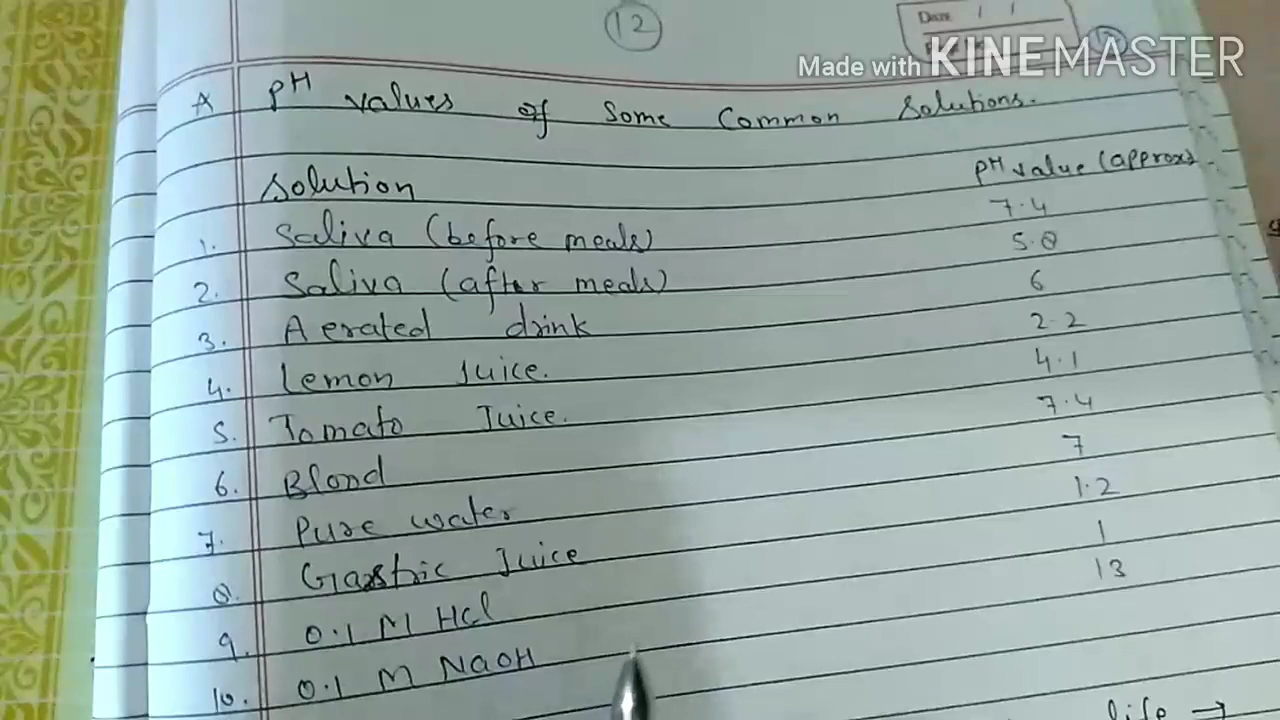 12
DATE / /
Made with KINEMASTER
A pH values of Some Common Solutions.
Solution pH value (approx)
1. Saliva (before meals) 7.4
2. Saliva (after meals) 5.8
3. Aerated drink 6
4. Lemon Juice. 2.2
5. Tomato Juice. 4.1
6. Blood 7.4
7. Pure water 7
8. Gastric Juice 1.2
9. 0.1 M HCl 1
10. 0.1 M NaOH 13
life →